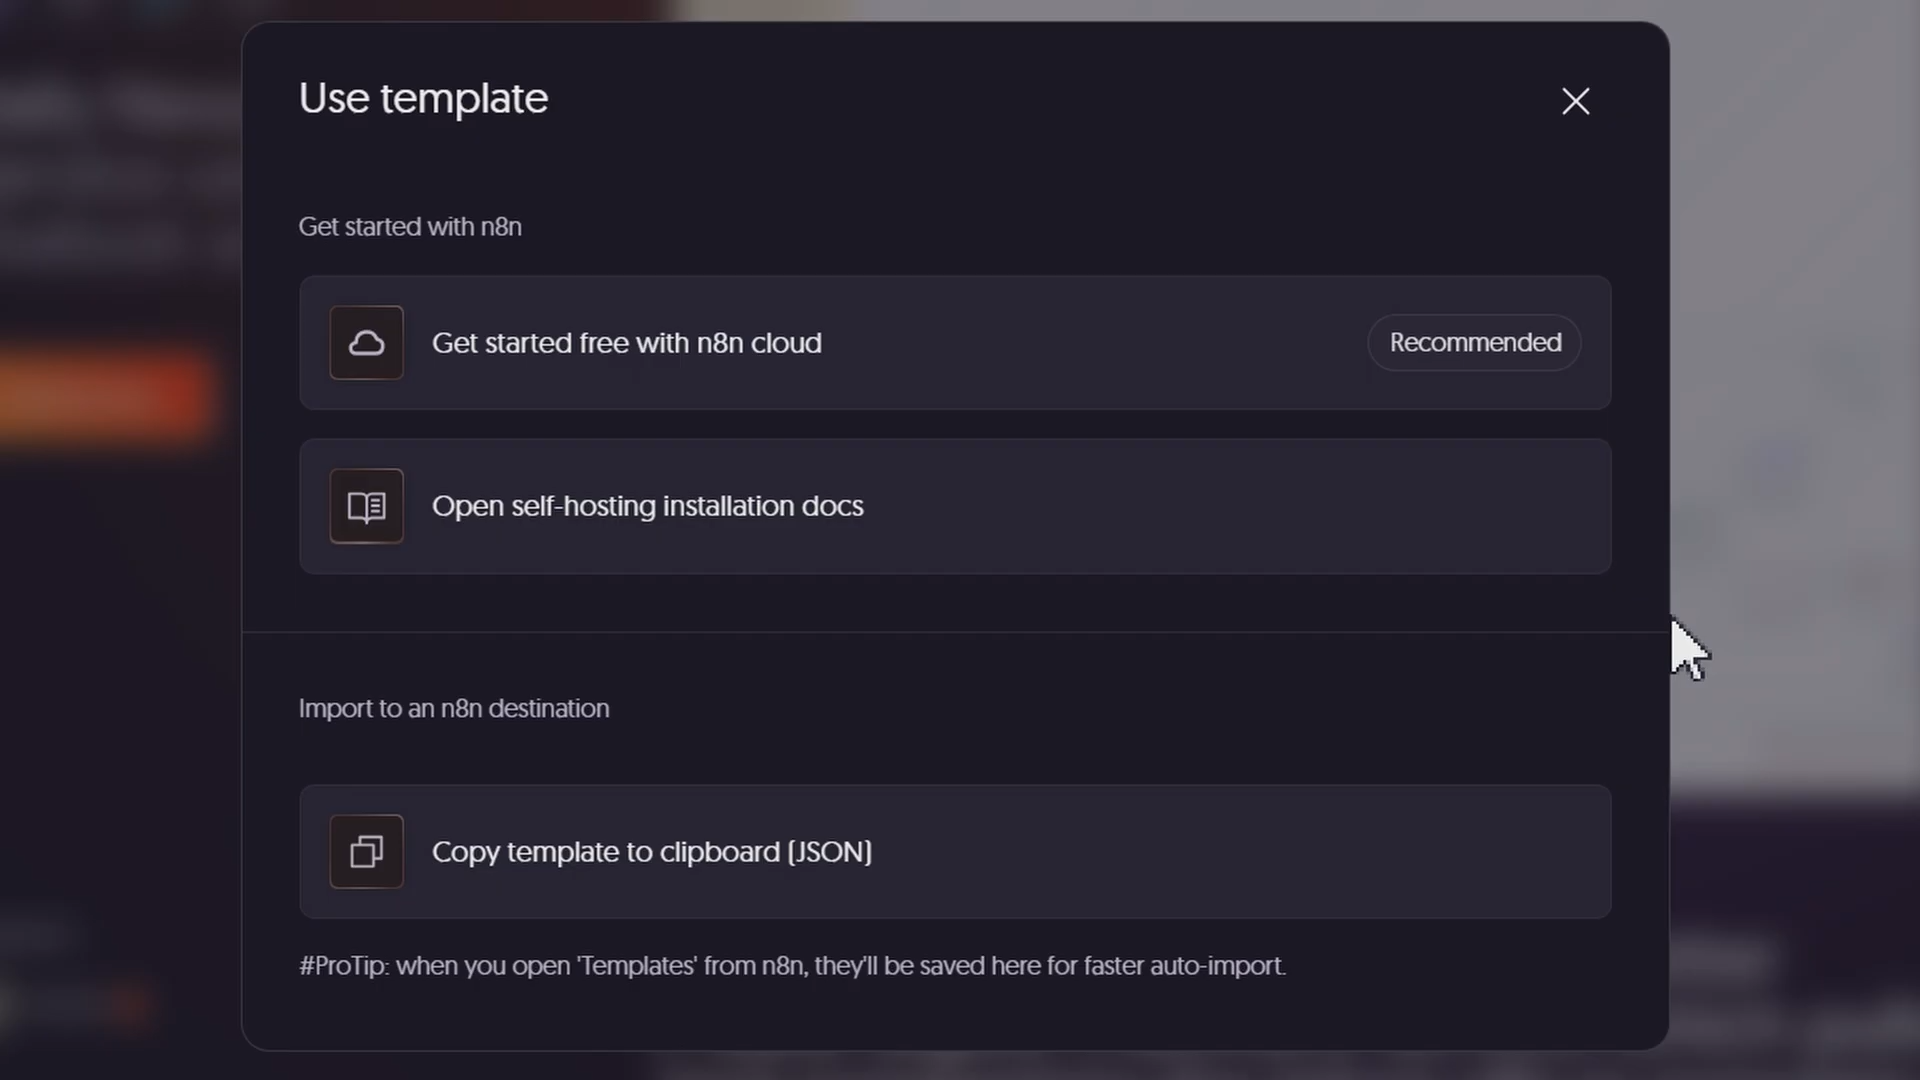 Use template
Get started with n8n
Get started free with n8n cloud
Recommended
Open self-hosting installation docs
Import to an n8n destination
Copy template to clipboard (JSON)
#ProTip: when you open 'Templates' from n8n, they'll be saved here for faster auto-import.